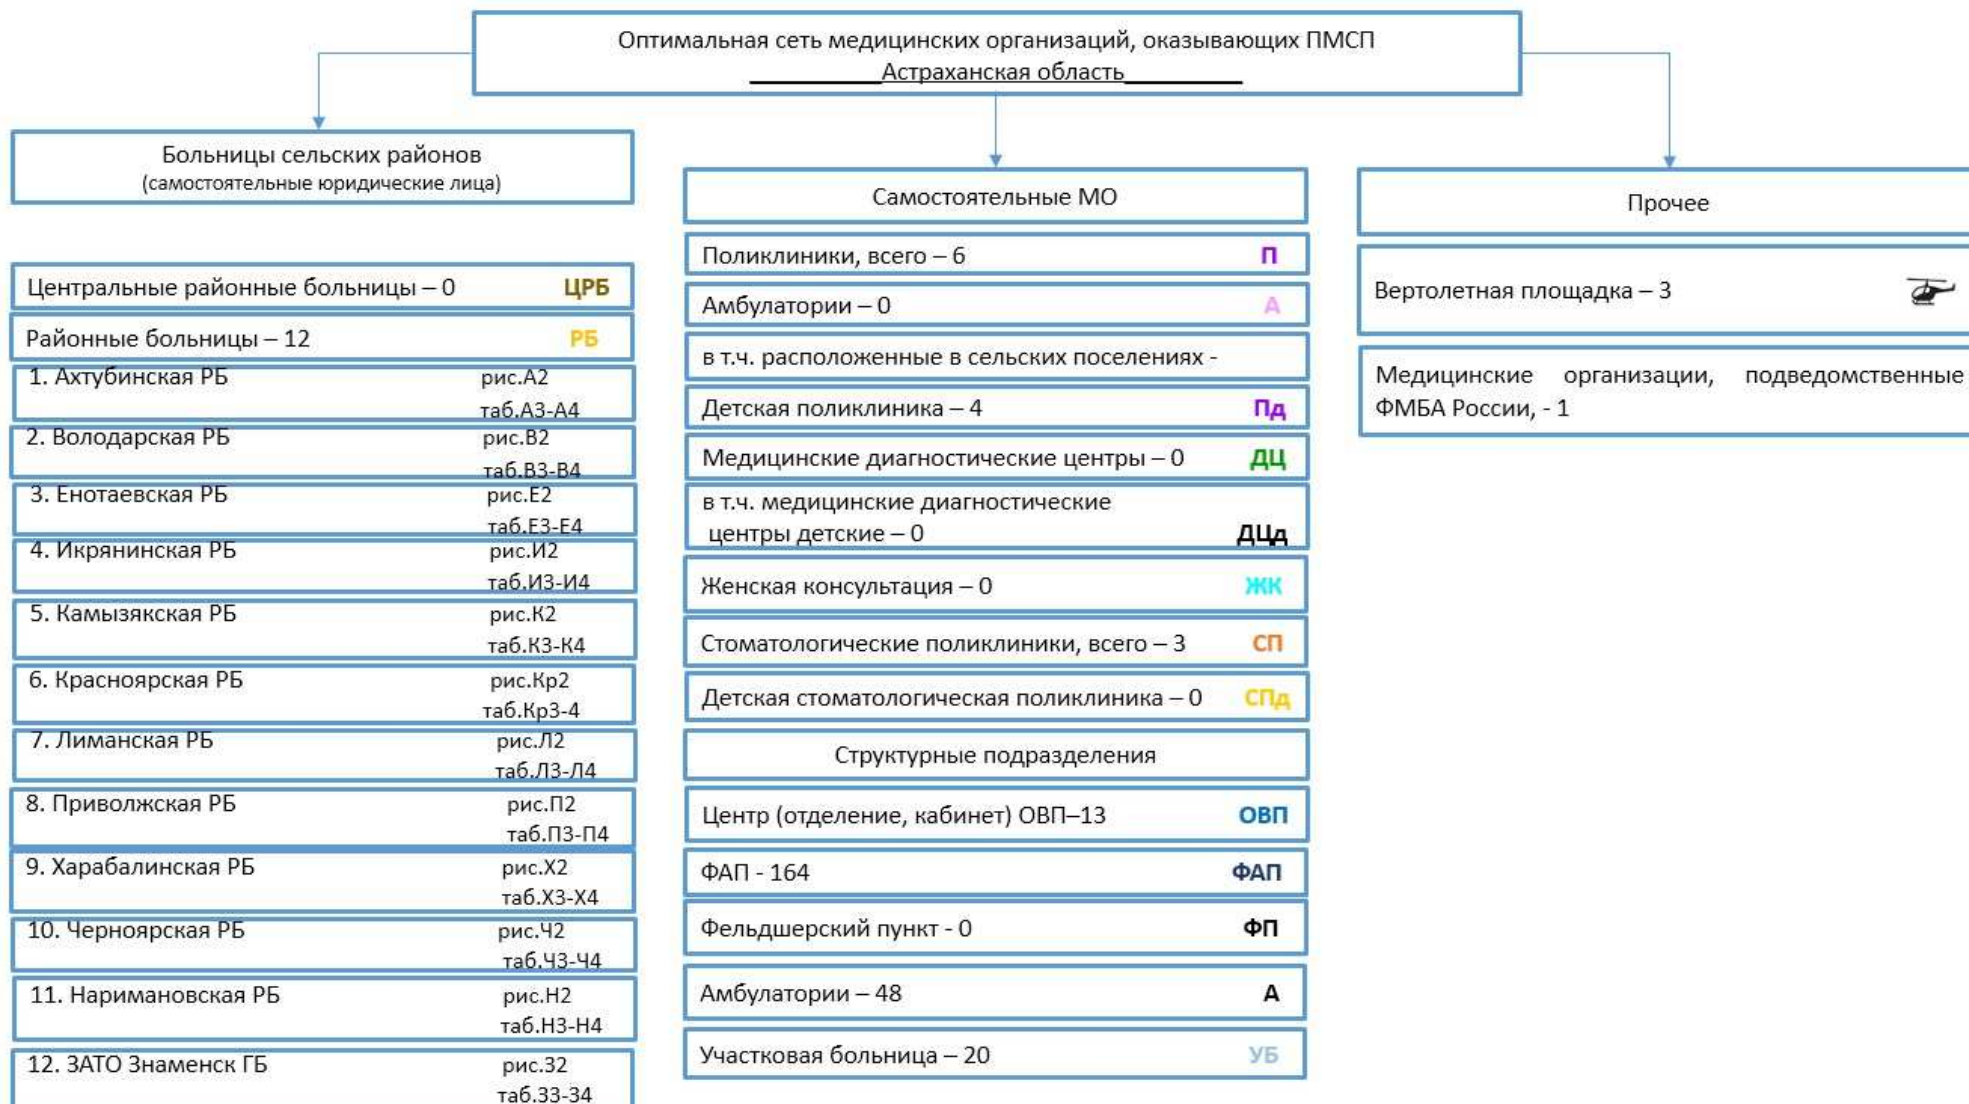 Оптимальная сеть медицинских организаций, оказывающих ПМСП
Астраханская область
Больницы сельских районов
(самостоятельные юридические лица)
Центральные районные больницы – 0 ЦРБ
Районные больницы – 12 РБ
1. Ахтубинская РБ рис.А2
таб.А3-А4
2. Володарская РБ рис.В2
таб.В3-В4
3. Енотаевская РБ рис.Е2
таб.Е3-Е4
4. Икрянинская РБ рис.И2
таб.И3-И4
5. Камызякская РБ рис.К2
таб.К3-К4
6. Красноярская РБ рис.Кр2
таб.Кр3-4
7. Лиманская РБ рис.Л2
таб.Л3-Л4
8. Приволжская РБ рис.П2
таб.П3-П4
9. Харабалинская РБ рис.Х2
таб.Х3-Х4
10. Черноярская РБ рис.Ч2
таб.Ч3-Ч4
11. Наримановская РБ рис.Н2
таб.Н3-Н4
12. ЗАТО Знаменск ГБ рис.З2
таб.З3-З4
Самостоятельные МО
Поликлиники, всего – 6 П
Амбулатории – 0 А
в т.ч. расположенные в сельских поселениях -
Детская поликлиника – 4 Пд
Медицинские диагностические центры – 0 ДЦ
в т.ч. медицинские диагностические
центры детские – 0 ДЦд
Женская консультация – 0 ЖК
Стоматологические поликлиники, всего – 3 СП
Детская стоматологическая поликлиника – 0 СПд
Структурные подразделения
Центр (отделение, кабинет) ОВП–13 ОВП
ФАП - 164 ФАП
Фельдшерский пункт - 0 ФП
Амбулатории – 48 А
Участковая больница – 20 УБ
Прочее
Вертолетная площадка – 3
Медицинские организации, подведомственные
ФМБА России, - 1